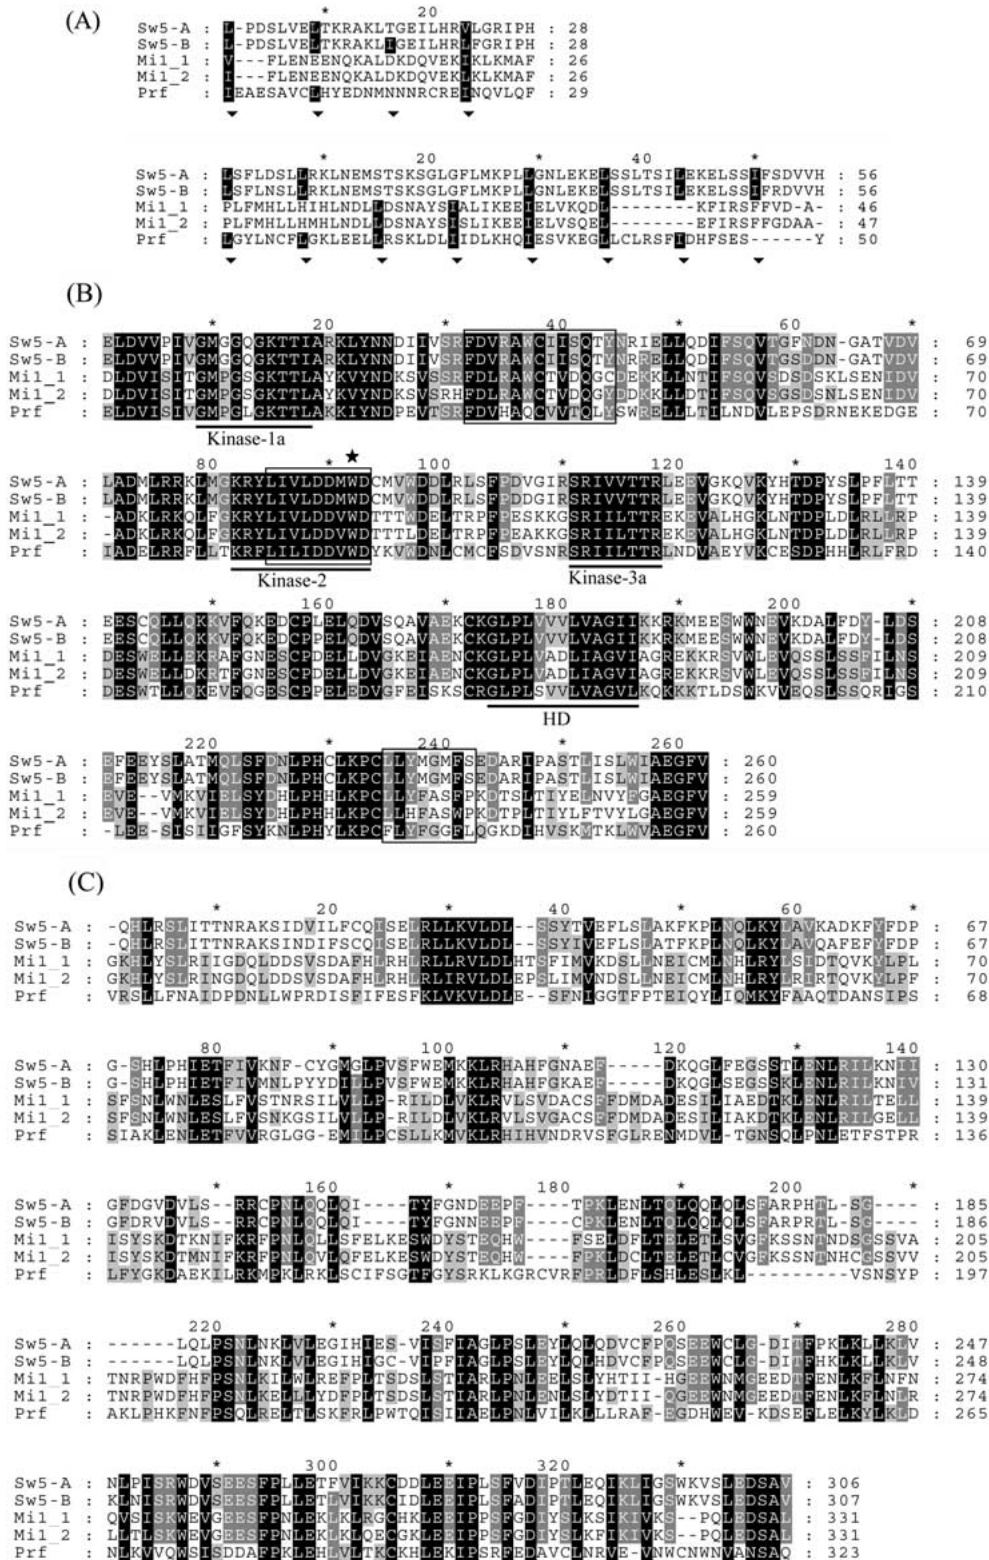 (A)
* 20
Sw5-A : L-PDSLVELTKRAKLTGEILHRVLGRIPH : 28
Sw5-B : L-PDSLVELTKRAKLIGEILHRLFGRIPH : 28
Mi1_1 : V---FLENEENQKALDKDQVEKIKLKMAF : 26
Mi1_2 : I---FLENEENQKALDKDQVEKLKLKMAF : 26
Prf : IEAESAVCLHYEDNMNNNRCREINQVLQF : 29
* 20 * 40 *
Sw5-A : LSFLDSLLRKLNEMSTSKSGLGFLMKPLLGNLEKELSSLTSILEKELSSIFSDVVH : 56
Sw5-B : LSFLNSLLRKLNEMSTSKSGLGFLMKPLLGNLEKELSSLTSILEKELSSIFRDVVH : 56
Mi1_1 : PLFMHLLHIHLNDLLDSNAYSIALIKEEIELVKQDL--------KFIRSFFVD-A- : 46
Mi1_2 : PLFMHLLHMHLNDLLDSNAYSISLIKEEIELVSQEL--------EFIRSFFGDAA- : 47
Prf : LGYLNCFLGKLEELLRSKLDLIIDLKHQIESVKEGLLCLRSFIDHFSES------Y : 50
(B)
* 20 * 40 * 60 *
Sw5-A : ELDVVPIVGMGGQGKTTIARKLYNNDIIVSRFDVRAWCIISQTYNRIELLQDIFSQVTGFNDN-GATVDV : 69
Sw5-B : ELDVVPIVGMGGQGKTTIARKLYNNDIIVSRFDVRAWCIISQTYNRRELLQDIFSQVTGFNDN-GATVDV : 69
Mi1_1 : DLDVISITGMPGSGKTTLAYKVYNDKSVSSRFDLRAWCTVDQGCDEKKLLNTIFSQVSDSDSKLSENIDV : 70
Mi1_2 : DLDVISITGMPGSGKTTLAYKVYNDKSVSRHFDLRAWCTVDQGYDDKKLLDTIFSQVSGSDSNLSENIDV : 70
Prf : ELDVISIVGMPGLGKTTLAKKIYNDPEVTSRFDVHAQCVVTQLYSWRELLLTILNDVLEPSDRNEKEDGE : 70
Kinase-1a
★
80 * 100 * 120 * 140
Sw5-A : LADMLRRKLMGKRYLIVLDDMWDCMVWDDLRLSFPDVGIRSRIVVTTRLEEVGKQVKYHTDPYSLPFLTT : 139
Sw5-B : LADMLRRKLMGKRYLIVLDDMWDCMVWDDLRLSFPDVGIRSRIVVTTRLEEVGKQVKYHTDPYSLPFLTT : 139
Mi1_1 : -ADKLRKQLFGKRYLIVLDDVWDTTTWDELTRPFPESKKGSRIILTTREKEVALHGKLNTDPLDLRLLRP : 139
Mi1_2 : -ADKLRKQLFGKRYLIVLDDVWDTTTLDELTRPFPEAKKGSRIILTTREKEVALHGKLNTDPLDLRLLRP : 139
Prf : IADELRRFLLTKRFLILIDDVWDYKVWDNLCMCFSDVSNRSRIILTTRLNDVAEYVKCESDPHHLRLFRD : 140
Kinase-2
Kinase-3a
* 160 * 180 * 200 *
Sw5-A : EESCQLLQKKVFQKEDCPLELQDVSQAVAEKCKGLPLVVVLVAGIIKKRKMEESWWNEVKDALFDY-LDS : 208
Sw5-B : EESCQLLQKKVFQKEDCPPELQDVSQAVAEKCKGLPLVVVLVAGIIKKRKMEESWWNEVKDALFDY-LDS : 208
Mi1_1 : DESWELLEKRAFGNESCPDELLDVGKEIAENCKGLPLVADLVAGVIAGREKKRSVWLEVQSSLSSFILNS : 209
Mi1_2 : DESWELLDKRTFGNESCPDELLDVGKEIAENCKGLPLVADLVAGVIAGREKKRSVWLEVQSSLSSFILNS : 209
Prf : DESWTLLQKEVFQGESCPPELEDVGFEISKSCRGLPLSVVLVAGVLKQKKKTLDSWKVVEQSLSSQRIGS : 210
HD
220 * 240 * 260
Sw5-A : EFEEYSLATMQLSFDNLPHCLKPCLLYMGMFSEDARIPASTLISLWIAEGFV : 260
Sw5-B : EFEEYSLATMQLSFDNLPHCLKPCLLYMGMFSEDARIPASTLISLWIAEGFV : 260
Mi1_1 : EVE--VMKVIELSYDHLPHHLKPCLLYFASFPKDTSLTIYELNVYFGAEGFV : 259
Mi1_2 : EVE--VMKVIELSYDHLPHHLKPCLLHFASWPKDTPLTIYLFTVYLGAEGFV : 259
Prf : -LEE-SISIIGFSYKNLPHYLKPCFLYFGGFLQGKDIHVSKMTKLWVAEGFV : 260
(C)
* 20 * 40 * 60 *
Sw5-A : -QHLRSLITTNRAKSIDVILFCQISELRLLKVLDL--SSYTVEFLSLAKFKPLNQLKYLAVKADKFYFDP : 67
Sw5-B : -QHLRSLITTNRAKSINDIFSCQISELRLLKVLDL--SSYIVEFLSLATFKPLNQLKYLAVQAFEFYFDP : 67
Mi1_1 : GKHLYSLRIIGDQLDDSVSDAFHLRHLRLLRVLDLHTSFIMVKDSLLNEICMLNHLRYLSIDTQVKYLPL : 70
Mi1_2 : GKHLYSLRINGDQLDDSVSDAFHLRHLRLIRVLDLEPSLIMVNDSLLNEICMLNHLRYLRIRTQVKYLPF : 70
Prf : VRSLLFNAIDPDNLLWPRDISFIFESFKLVKVLDLE--SFNIGGTFPTEIQYLIQMKYFAAQTDANSIPS : 68
80 * 100 * 120 * 140
Sw5-A : G-SHLPHIETFIVKNF-CYGMGLPVSFWEMKKLRHAHFGNAEF-----DKQGLFEGSSTLENLRILKNII : 130
Sw5-B : G-SHLPHIETFIVMNLPYYDILLPVSFWEMKKLRHAHFGKAEF-----DKQGLSEGSSKLENLRILKNIV : 131
Mi1_1 : SFSNLWNLESLFVSTNRSILVILP-RILDLVKLRVLSVGACSFFDMDADESILIAEDTKLENLRILTELL : 139
Mi1_2 : SFSNLWNLESLFVSNKGSILVLLP-RILDLVKLRVLSVDACSFFDMDADESILIAKDTKLENLRILGELL : 139
Prf : SIAKLENLETFVVRGLGG-EMILPCSLLKMVKLRHIHVNDRVSFGLRENMDVL-TGNSQLPNLETFSTPR : 136
* 160 * 180 * 200 *
Sw5-A : GFDGVDVLS--RRCPNLQQLQI----TYFGNDEEPF----TPKLENLTQLQQLQLSFARPHTL-SG---- : 185
Sw5-B : GFDRVDVLS--RRCPNLQQLQI----TYFGNNEEPF----CPKLENLTQLQQLQLSFARPRTL-SG---- : 186
Mi1_1 : ISYSKDTKNIFKRFPNLQLLSFELKESWDYSTEQHW----FSELDFLTELETLSVGFKSSNTNDSGSSVA : 205
Mi1_2 : ISYSKDTMNIFKRFPNLQVLQFELKESWDYSTEQHW----FPKLDCLTELETLCVGFKSSNTNHCGSSVV : 205
Prf : LFYGKDAEKILRKMPKLRKLSCIFSGTFGYSRKLKGRCVRFPRLDFLSHLESLKL---------VSNSYP : 197
220 * 240 * 260 * 280
Sw5-A : ------LQLPSNLNKLVLEGIHIES-VISFIAGLPSLEYLQLQDVCFPQSEEWCLG-DITFPKLKLLKLV : 247
Sw5-B : ------LQLPSNLNKLVLEGIHIGC-VIPFIAGLPSLEYLQLHDVCFPQSEEWCLG-DITFHKLKLLKLV : 248
Mi1_1 : TNRPWDFHFPSNLKILWLREFPLTSDSLSTIARLPNLEELSLYHTII-HGEEWNMGEEDTFENLKFLNFN : 274
Mi1_2 : TNRPWDFHFPSNLKELLLYDFPLTSDSLSTIARLPNLENLSLYDTII-QGEEWNMGEEDTFENLKFLNLR : 274
Prf : AKLPHKFNFPSQLRELTLSKFRLPWTQISIIAELPNLVILKLLLRAF-EGDHWEV-KDSEFLELKYLKLD : 265
* 300 * 320 *
Sw5-A : NLPISRWDVSEESFPLLETFVIKKCDDLEEIPLSFVDIPTLEQIKLIGSWKVSLEDSAV : 306
Sw5-B : KLNISRWDVSEESFPLLETLVIKKCIDLEEIPLSFADIPTLEQIKLIGSWKVSLEDSAV : 307
Mi1_1 : QVSISKWEVGEESFPNLEKLKLRGCHKLEEIPPSFGDIYSLKSIKIVKS--PQLEDSAL : 331
Mi1_2 : LLTLSKWEVGEESFPNLEKLKLQECGKLEEIPPSFGDIYSLKFIKIVKS--PQLEDSAL : 331
Prf : NLKVVQWSISDDAFPKLEHLVLTKCKHLEKIPSRFEDAVCLNRVE-VNWCNWNVANSAQ : 323